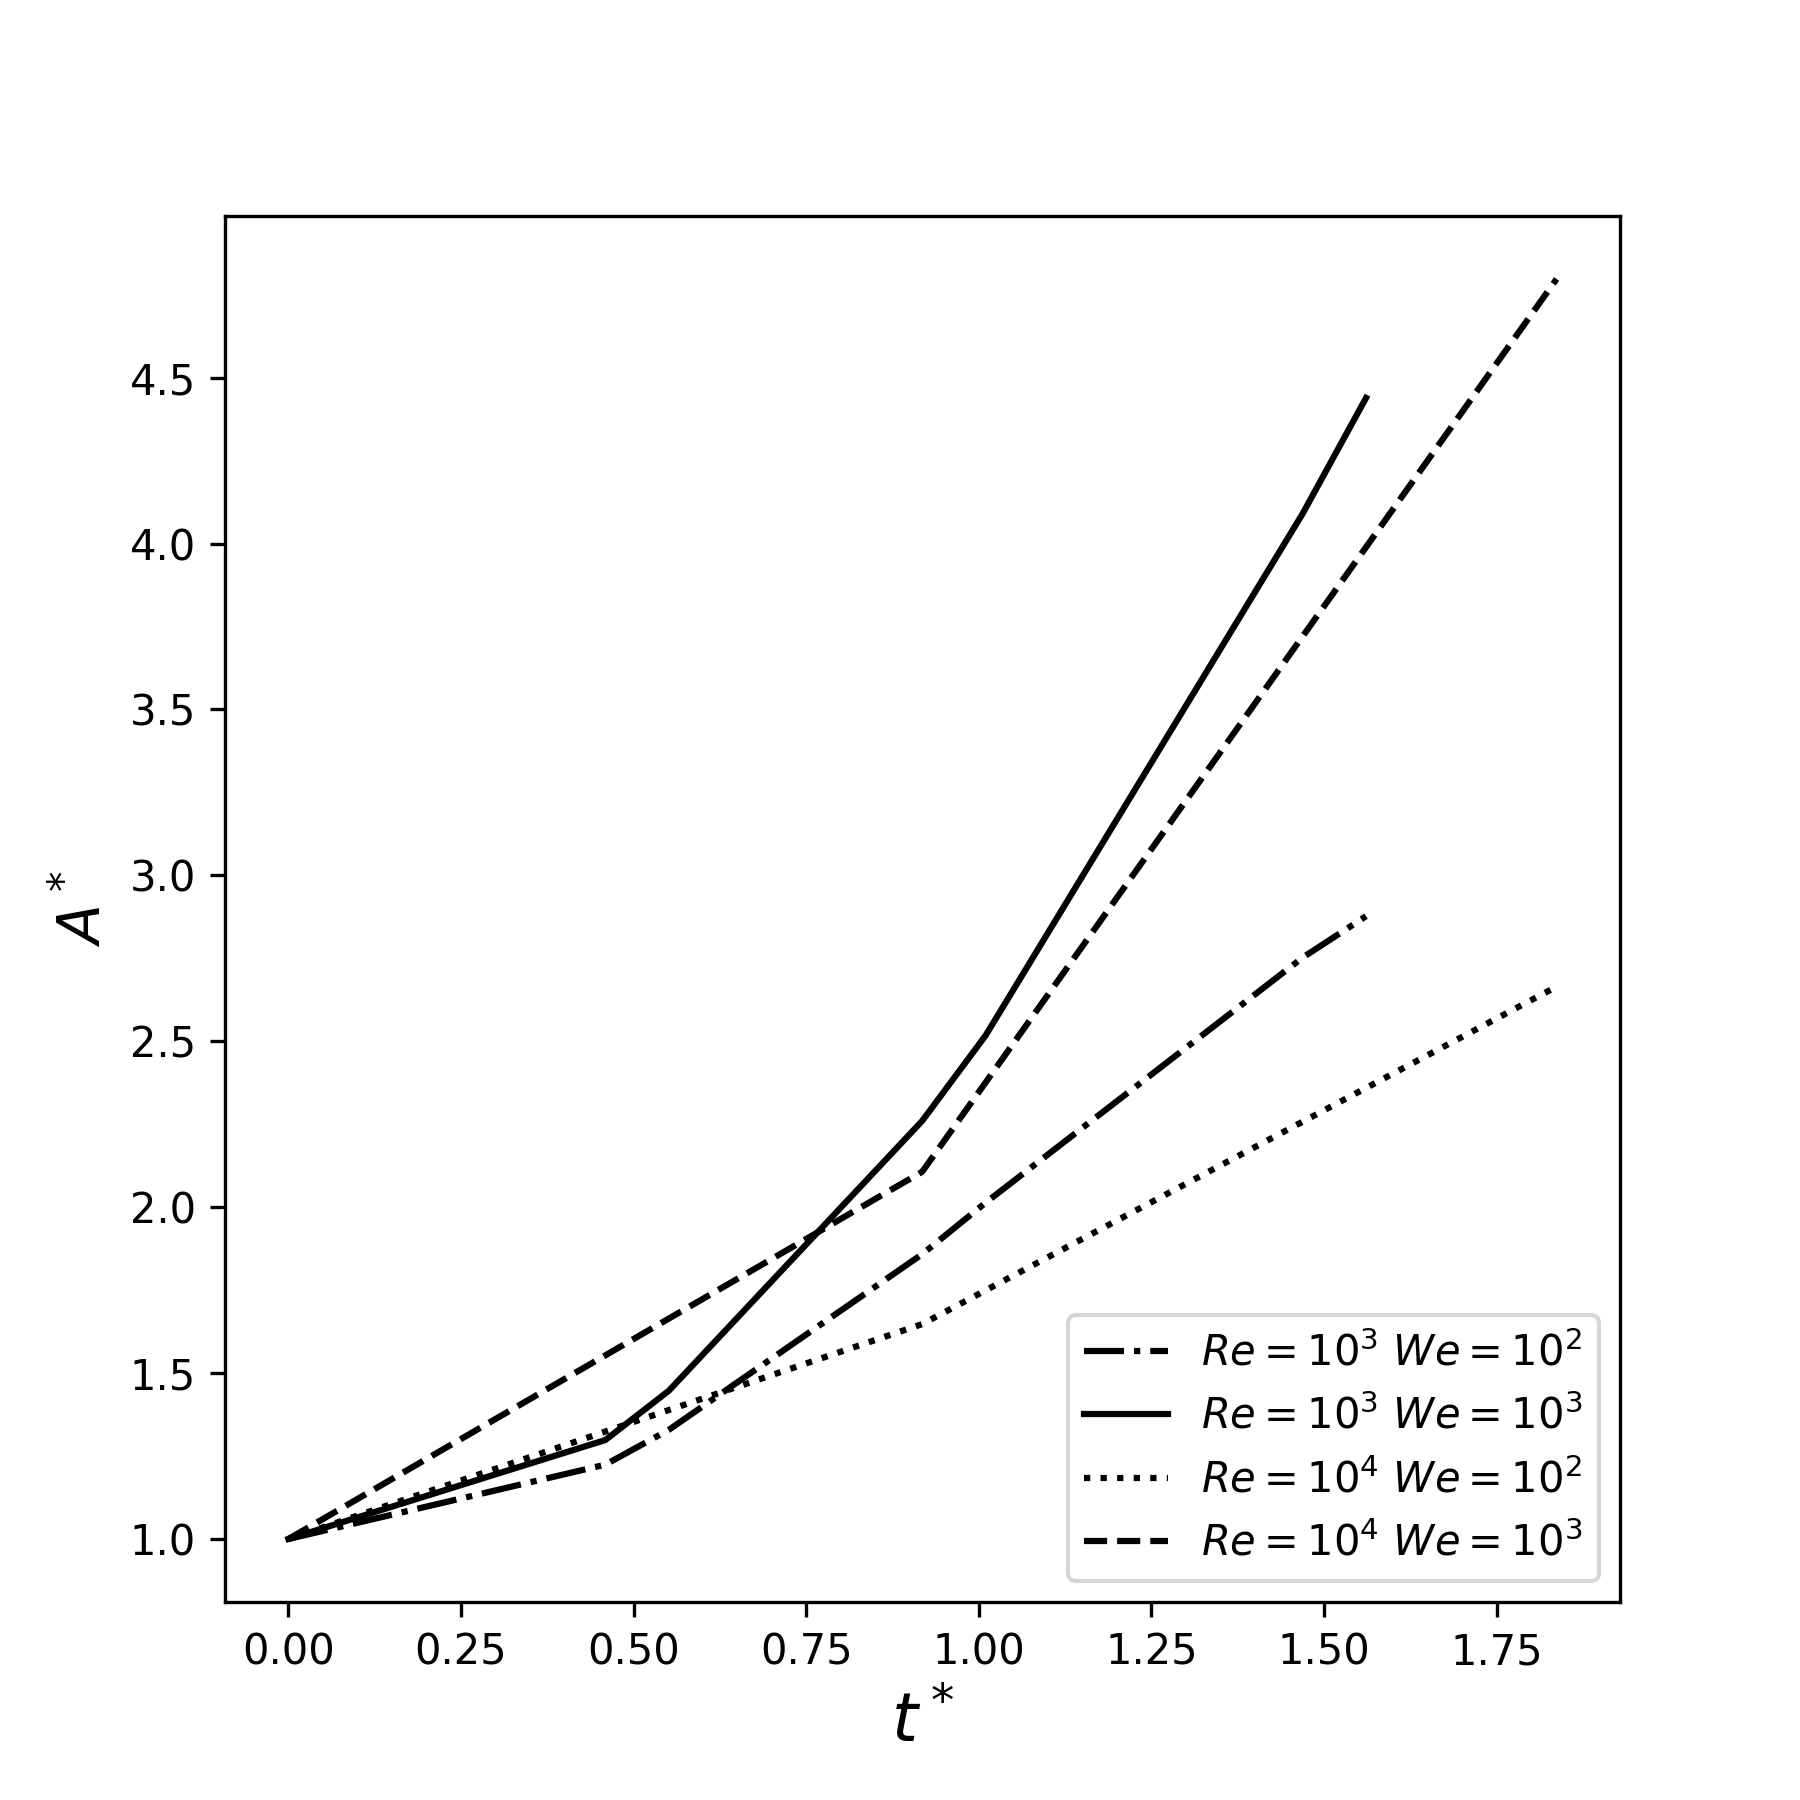 4.5
4.0
3.5
3.0
2.5
2.0
1.5
1.0
A*
0.00 0.25 0.50 0.75 1.00 1.25 1.50 1.75
t*
Re = 10³ We = 10²
Re = 10³ We = 10³
Re = 10⁴ We = 10²
Re = 10⁴ We = 10³